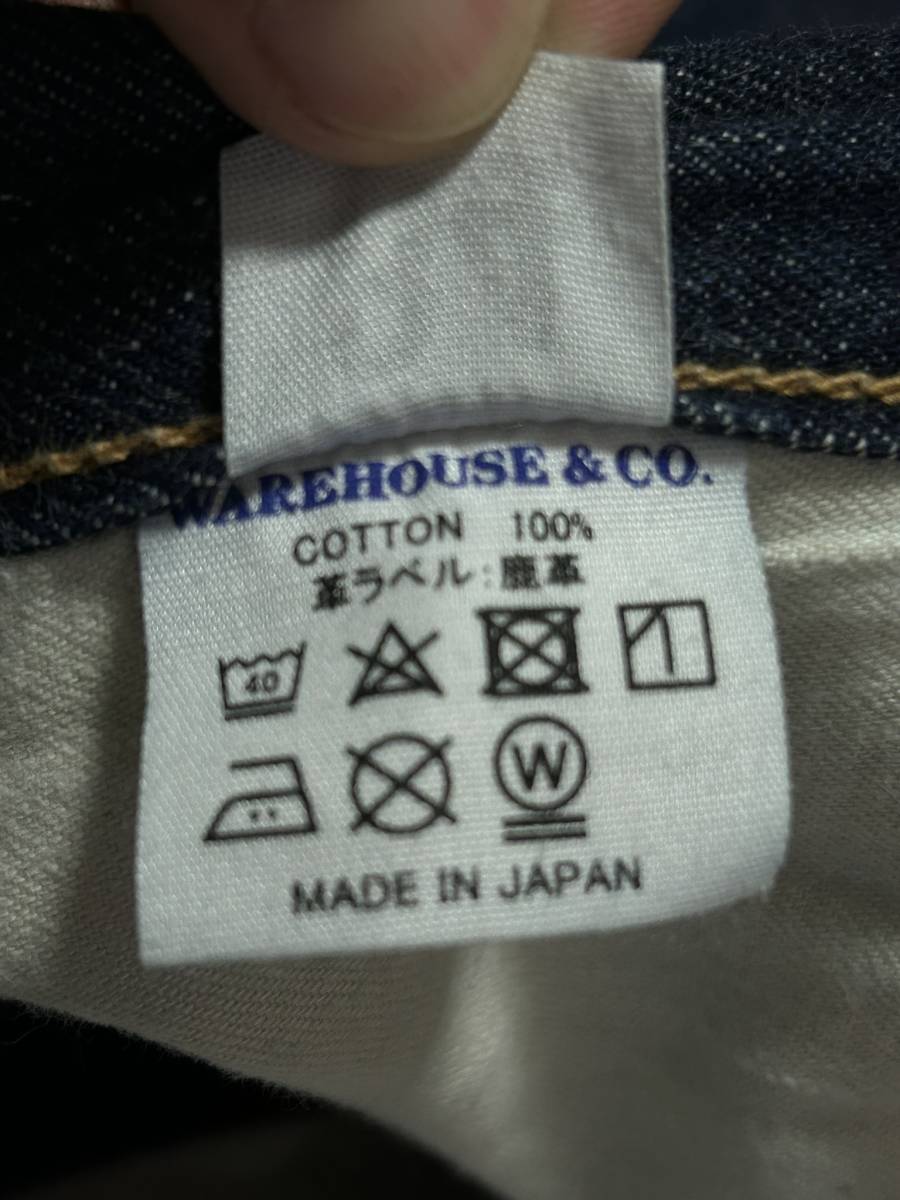 WAREHOUSE & CO.
COTTON 100%
革ラベル:鹿革
40
W
MADE IN JAPAN